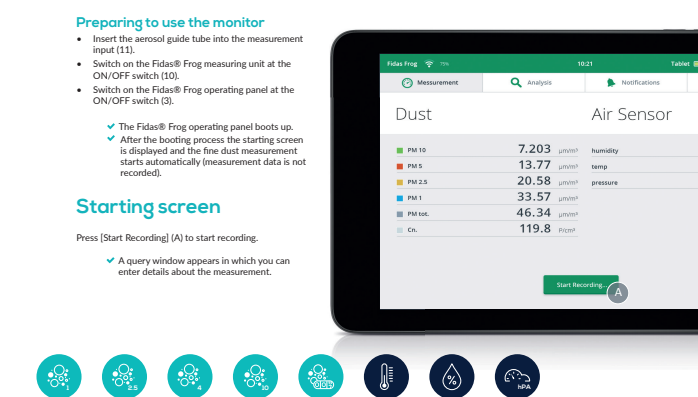 Preparing to use the monitor
• Insert the aerosol guide tube into the measurement
input (11).
• Switch on the Fidas® Frog measuring unit at the
ON/OFF switch (10).
• Switch on the Fidas® Frog operating panel at the
ON/OFF switch (3).
✔ The Fidas® Frog operating panel boots up.
✔ After the booting process the starting screen
is displayed and the fine dust measurement
starts automatically (measurement data is not
recorded).
Starting screen
Press [Start Recording] (A) to start recording.
✔ A query window appears in which you can
enter details about the measurement.
Fidas Frog 75% 10:21 Tablet
Measurement Analysis Notifications
Dust Air Sensor
PM 10 7.203 µm/m³ humidity
PM 5 13.77 µm/m³ temp
PM 2.5 20.58 µm/m³ pressure
PM 1 33.57 µm/m³
PM tot. 46.34 µm/m³
Cn. 119.8 P/cm³
Start Recording...
A
1 2.5 4 10 % hPA